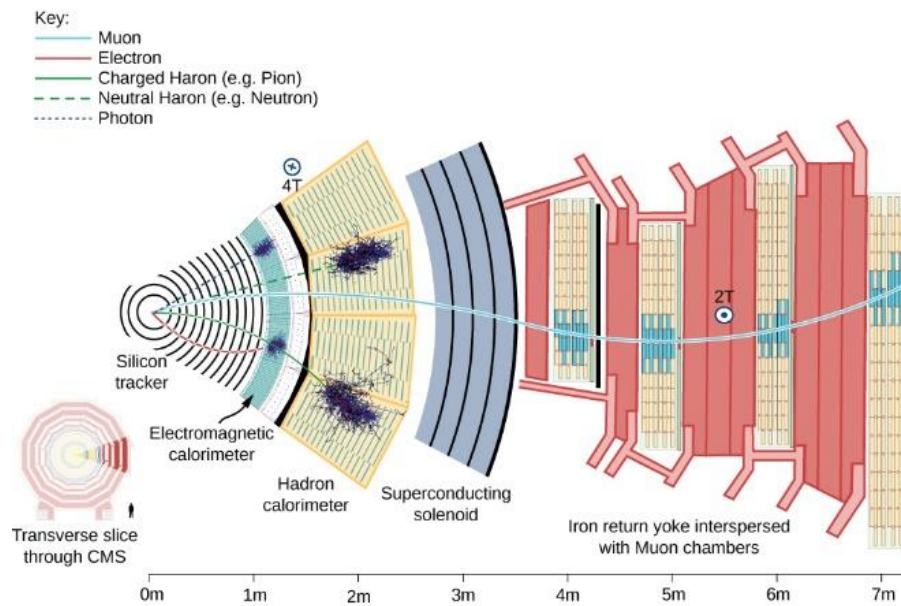 Key:
Muon
Electron
Charged Haron (e.g. Pion)
Neutral Haron (e.g. Neutron)
Photon
4T
2T
Silicon
tracker
Electromagnetic
calorimeter
Hadron
calorimeter
Superconducting
solenoid
Iron return yoke interspersed
with Muon chambers
Transverse slice
through CMS
0m
1m
2m
3m
4m
5m
6m
7m